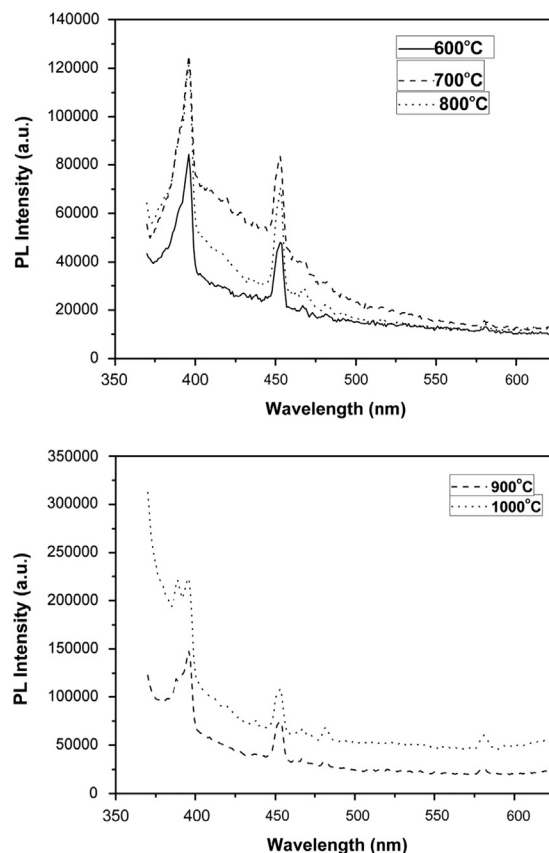 140000
120000
100000
80000
60000
40000
20000
0
PL Intensity (a.u.)
600°C
700°C
800°C
350 400 450 500 550 600
Wavelength (nm)
350000
300000
250000
200000
150000
100000
50000
0
PL Intensity (a.u.)
900°C
1000°C
350 400 450 500 550 600
Wavelength (nm)